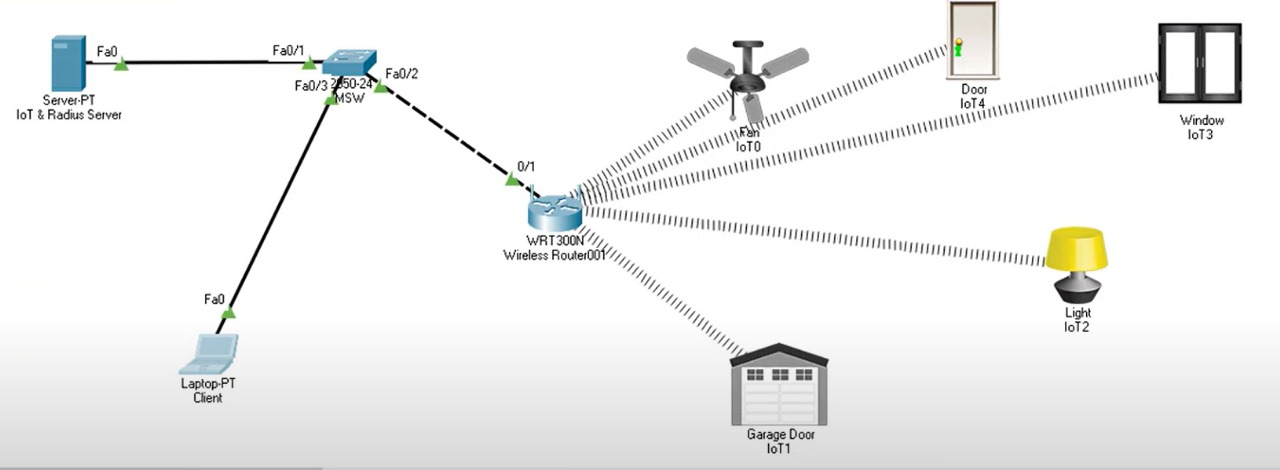 Fa0
Fa0/1
Server-PT
IoT & Radius Server
Fa0/3
2950-24
MSW
Fa0/2
0/1
WRT300N
Wireless Router001
Fa0
Laptop-PT
Client
Fan
IoT0
Door
IoT4
Window
IoT3
Light
IoT2
Garage Door
IoT1